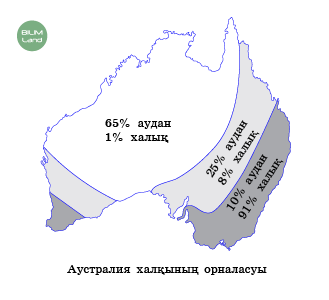 BilIM
Land
65% аудан
1% халық
25% аудан
8% халық
10% аудан
91% халық
Аустралия халқының орналасуы